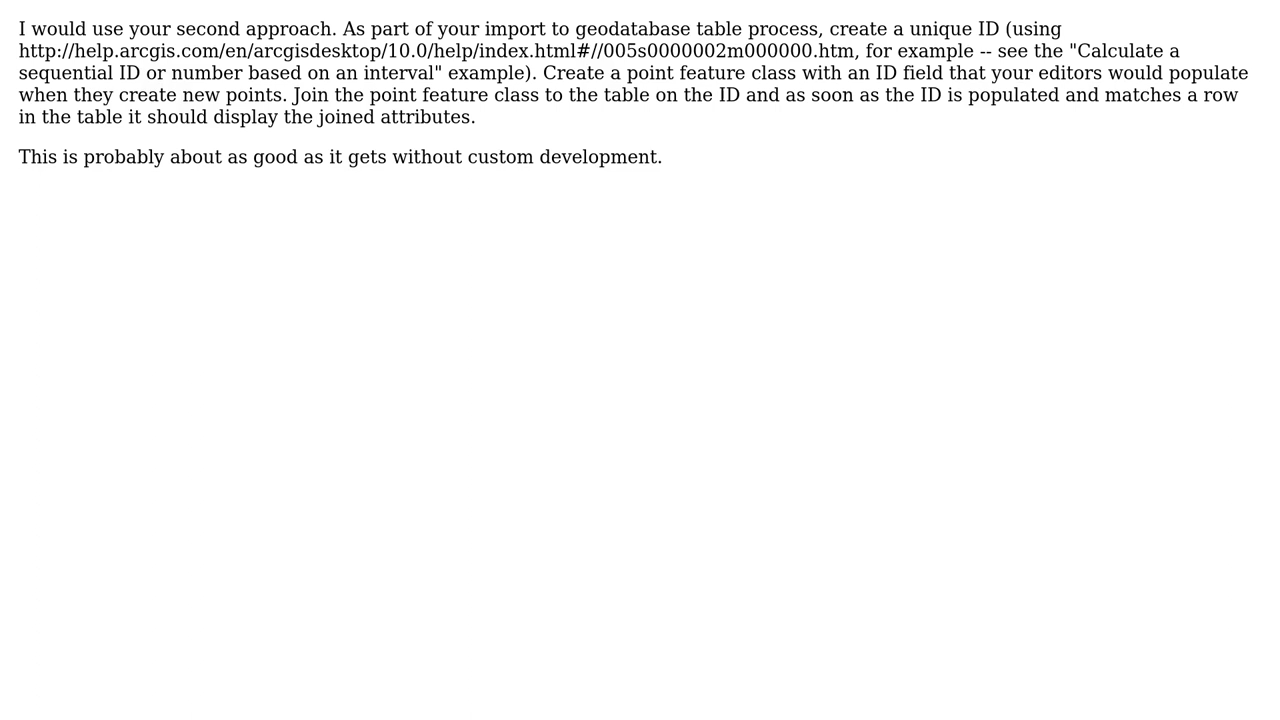 I would use your second approach. As part of your import to geodatabase table process, create a unique ID (using
http://help.arcgis.com/en/arcgisdesktop/10.0/help/index.html#//005s0000002m000000.htm, for example -- see the "Calculate a
sequential ID or number based on an interval" example). Create a point feature class with an ID field that your editors would populate
when they create new points. Join the point feature class to the table on the ID and as soon as the ID is populated and matches a row
in the table it should display the joined attributes.
This is probably about as good as it gets without custom development.